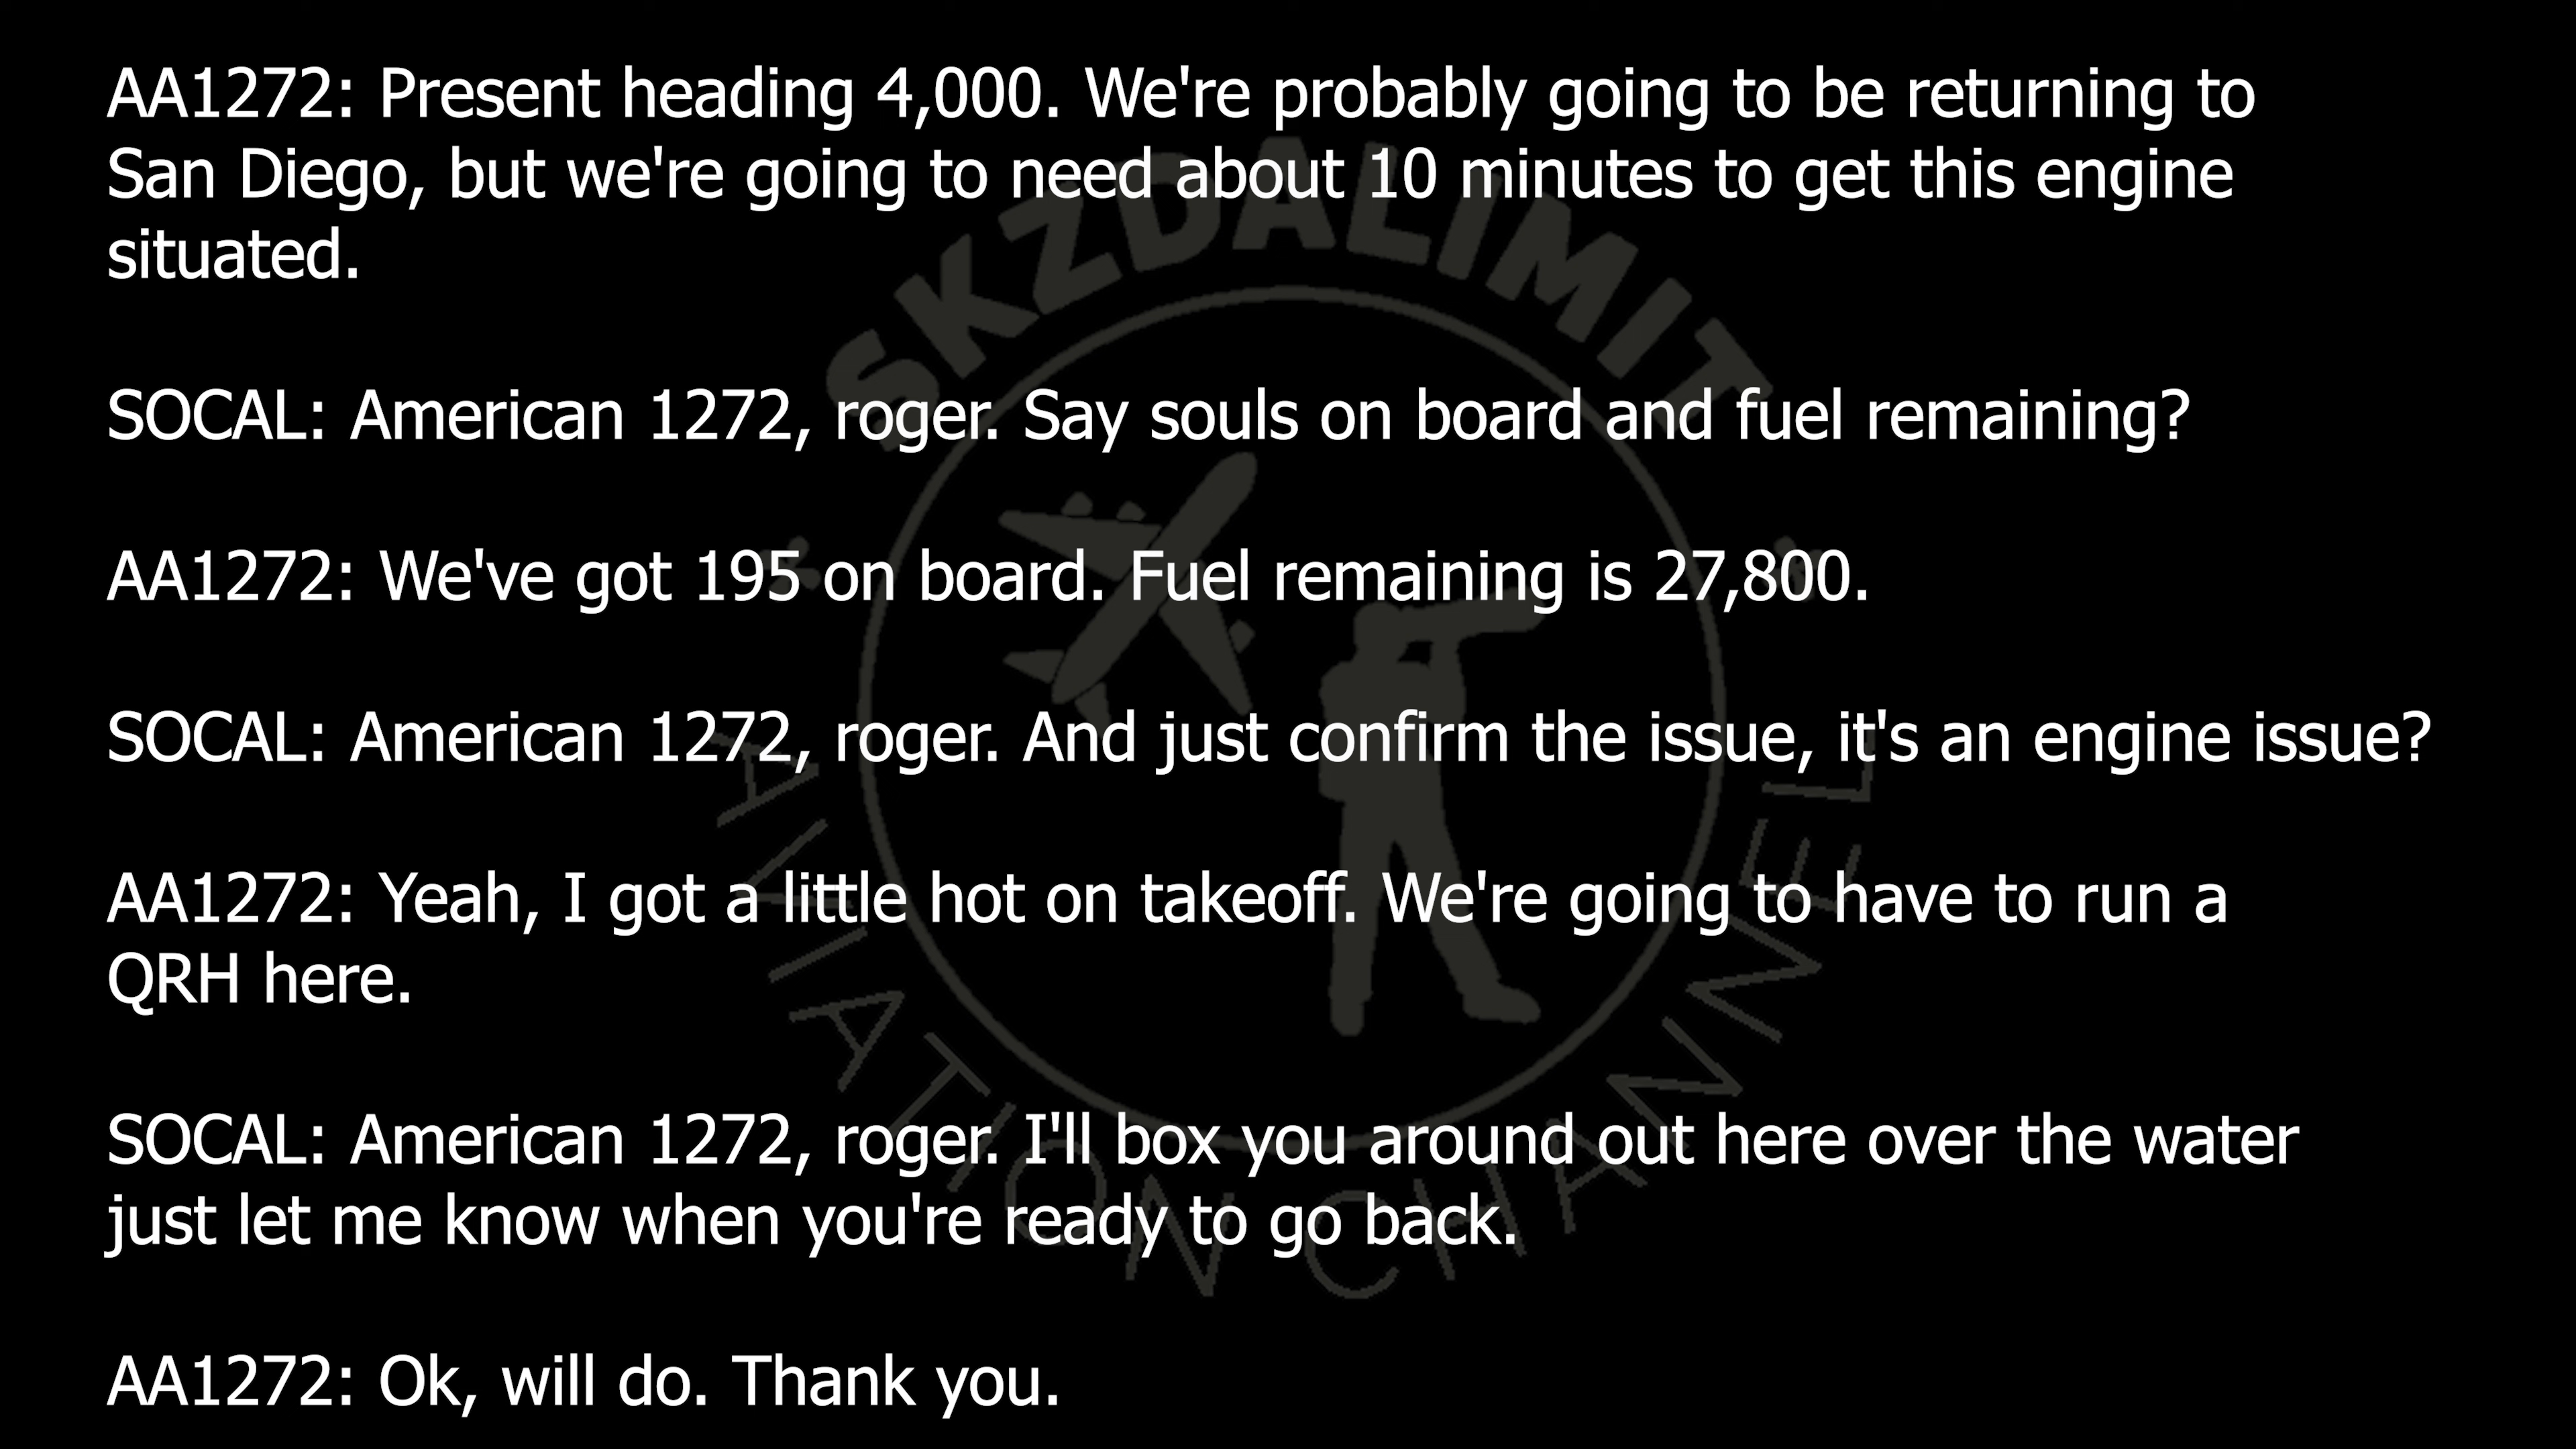 AA1272: Present heading 4,000. We're probably going to be returning to
San Diego, but we're going to need about 10 minutes to get this engine
situated.
SOCAL: American 1272, roger. Say souls on board and fuel remaining?
AA1272: We've got 195 on board. Fuel remaining is 27,800.
SOCAL: American 1272, roger. And just confirm the issue, it's an engine issue?
AA1272: Yeah, I got a little hot on takeoff. We're going to have to run a
QRH here.
SOCAL: American 1272, roger. I'll box you around out here over the water
just let me know when you're ready to go back.
AA1272: Ok, will do. Thank you.
SKZDALIMIT
AVIATION CHANNEL